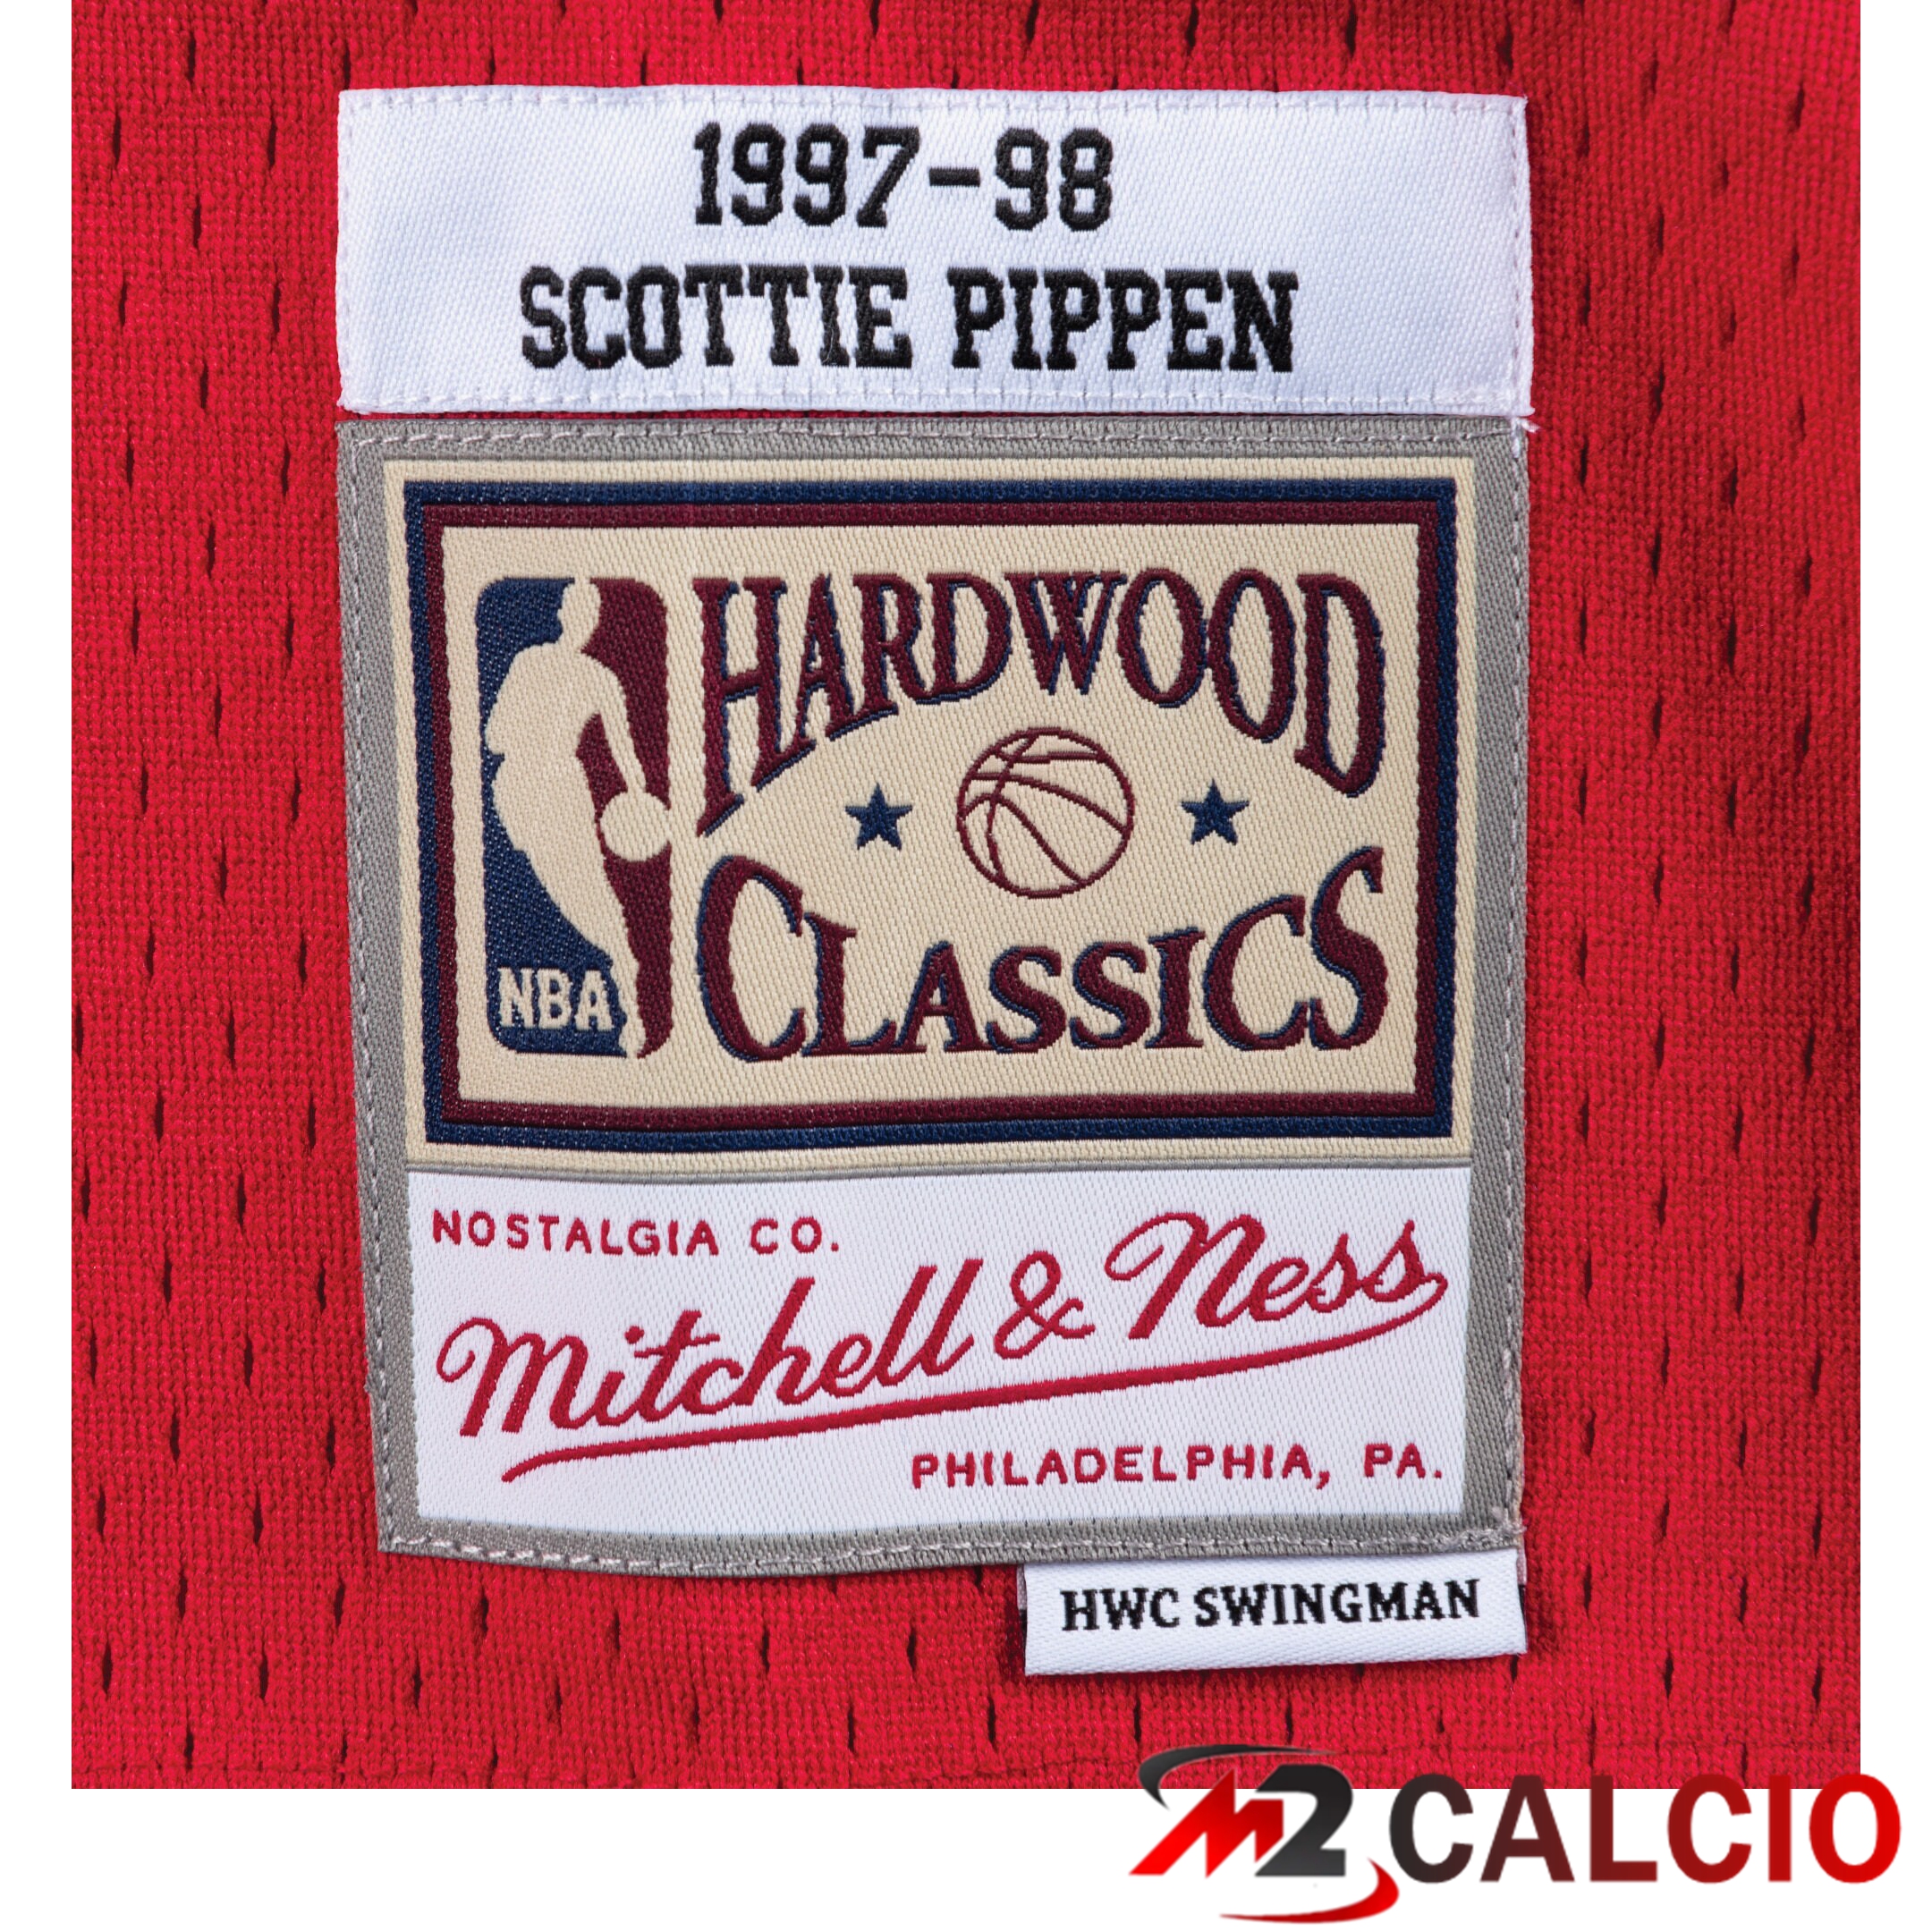 1997-98
SCOTTIE PIPPEN
HARDWOOD
CLASSICS
NBA
NOSTALGIA CO.
Mitchell & Ness
PHILADELPHIA, PA.
HWC SWINGMAN
M2CALCIO